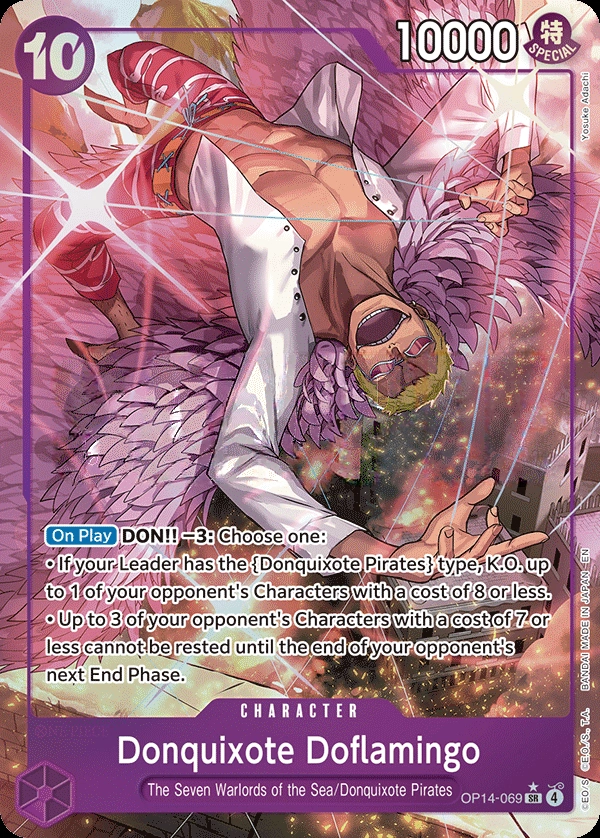 10
10000
特
SPECIAL
Yosuke Adachi
On Play DON!! −3: Choose one:
• If your Leader has the {Donquixote Pirates} type, K.O. up
to 1 of your opponent's Characters with a cost of 8 or less.
• Up to 3 of your opponent's Characters with a cost of 7 or
less cannot be rested until the end of your opponent's
next End Phase.
©E.O/S., T.A. BANDAI MADE IN JAPAN EN
CHARACTER
Donquixote Doflamingo
The Seven Warlords of the Sea/Donquixote Pirates
OP14-069 ★ SR 4